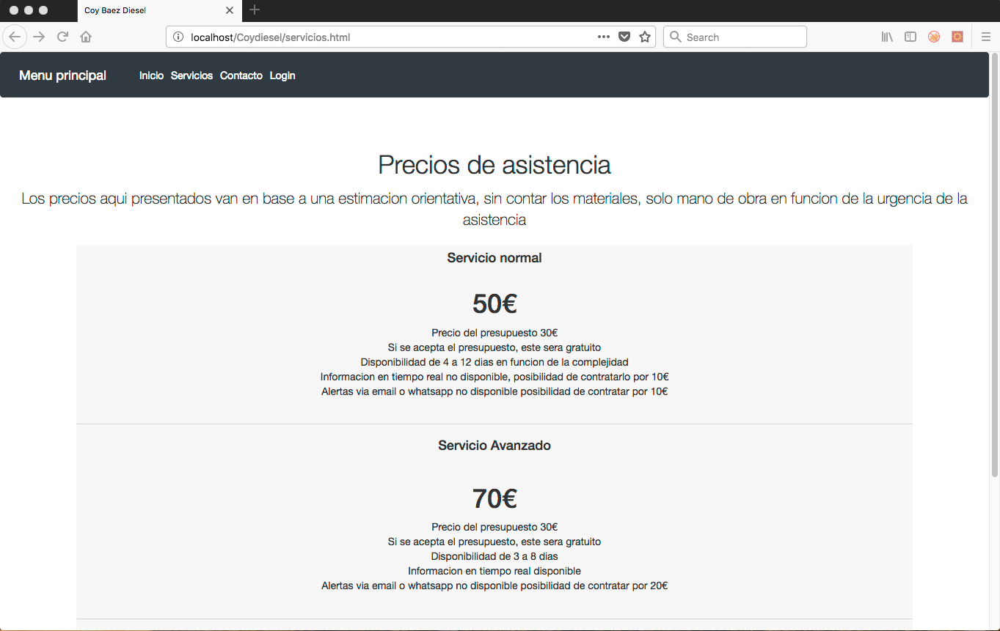 Coy Baez Diesel
localhost/Coydiesel/servicios.html
Search
Menu principal Inicio Servicios Contacto Login
Precios de asistencia
Los precios aqui presentados van en base a una estimacion orientativa, sin contar los materiales, solo mano de obra en funcion de la urgencia de la
asistencia
Servicio normal
50€
Precio del presupuesto 30€
Si se acepta el presupuesto, este sera gratuito
Disponibilidad de 4 a 12 dias en funcion de la complejidad
Informacion en tiempo real no disponible, posibilidad de contratarlo por 10€
Alertas via email o whatsapp no disponible posibilidad de contratar por 10€
Servicio Avanzado
70€
Precio del presupuesto 30€
Si se acepta el presupuesto, este sera gratuito
Disponibilidad de 3 a 8 dias
Informacion en tiempo real disponible
Alertas via email o whatsapp no disponible posibilidad de contratar por 20€